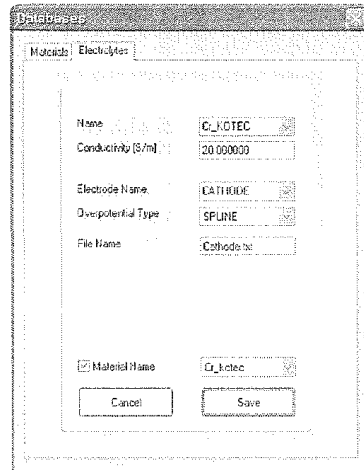 Databases
Materials Electrolytes
Name Cr_KOTEC
Conductivity [S/m] 20.000000
Electrode Name CATHODE
Overpotential Type SPLINE
File Name Cathode.txt
Material Name Cr_kotec
Cancel Save